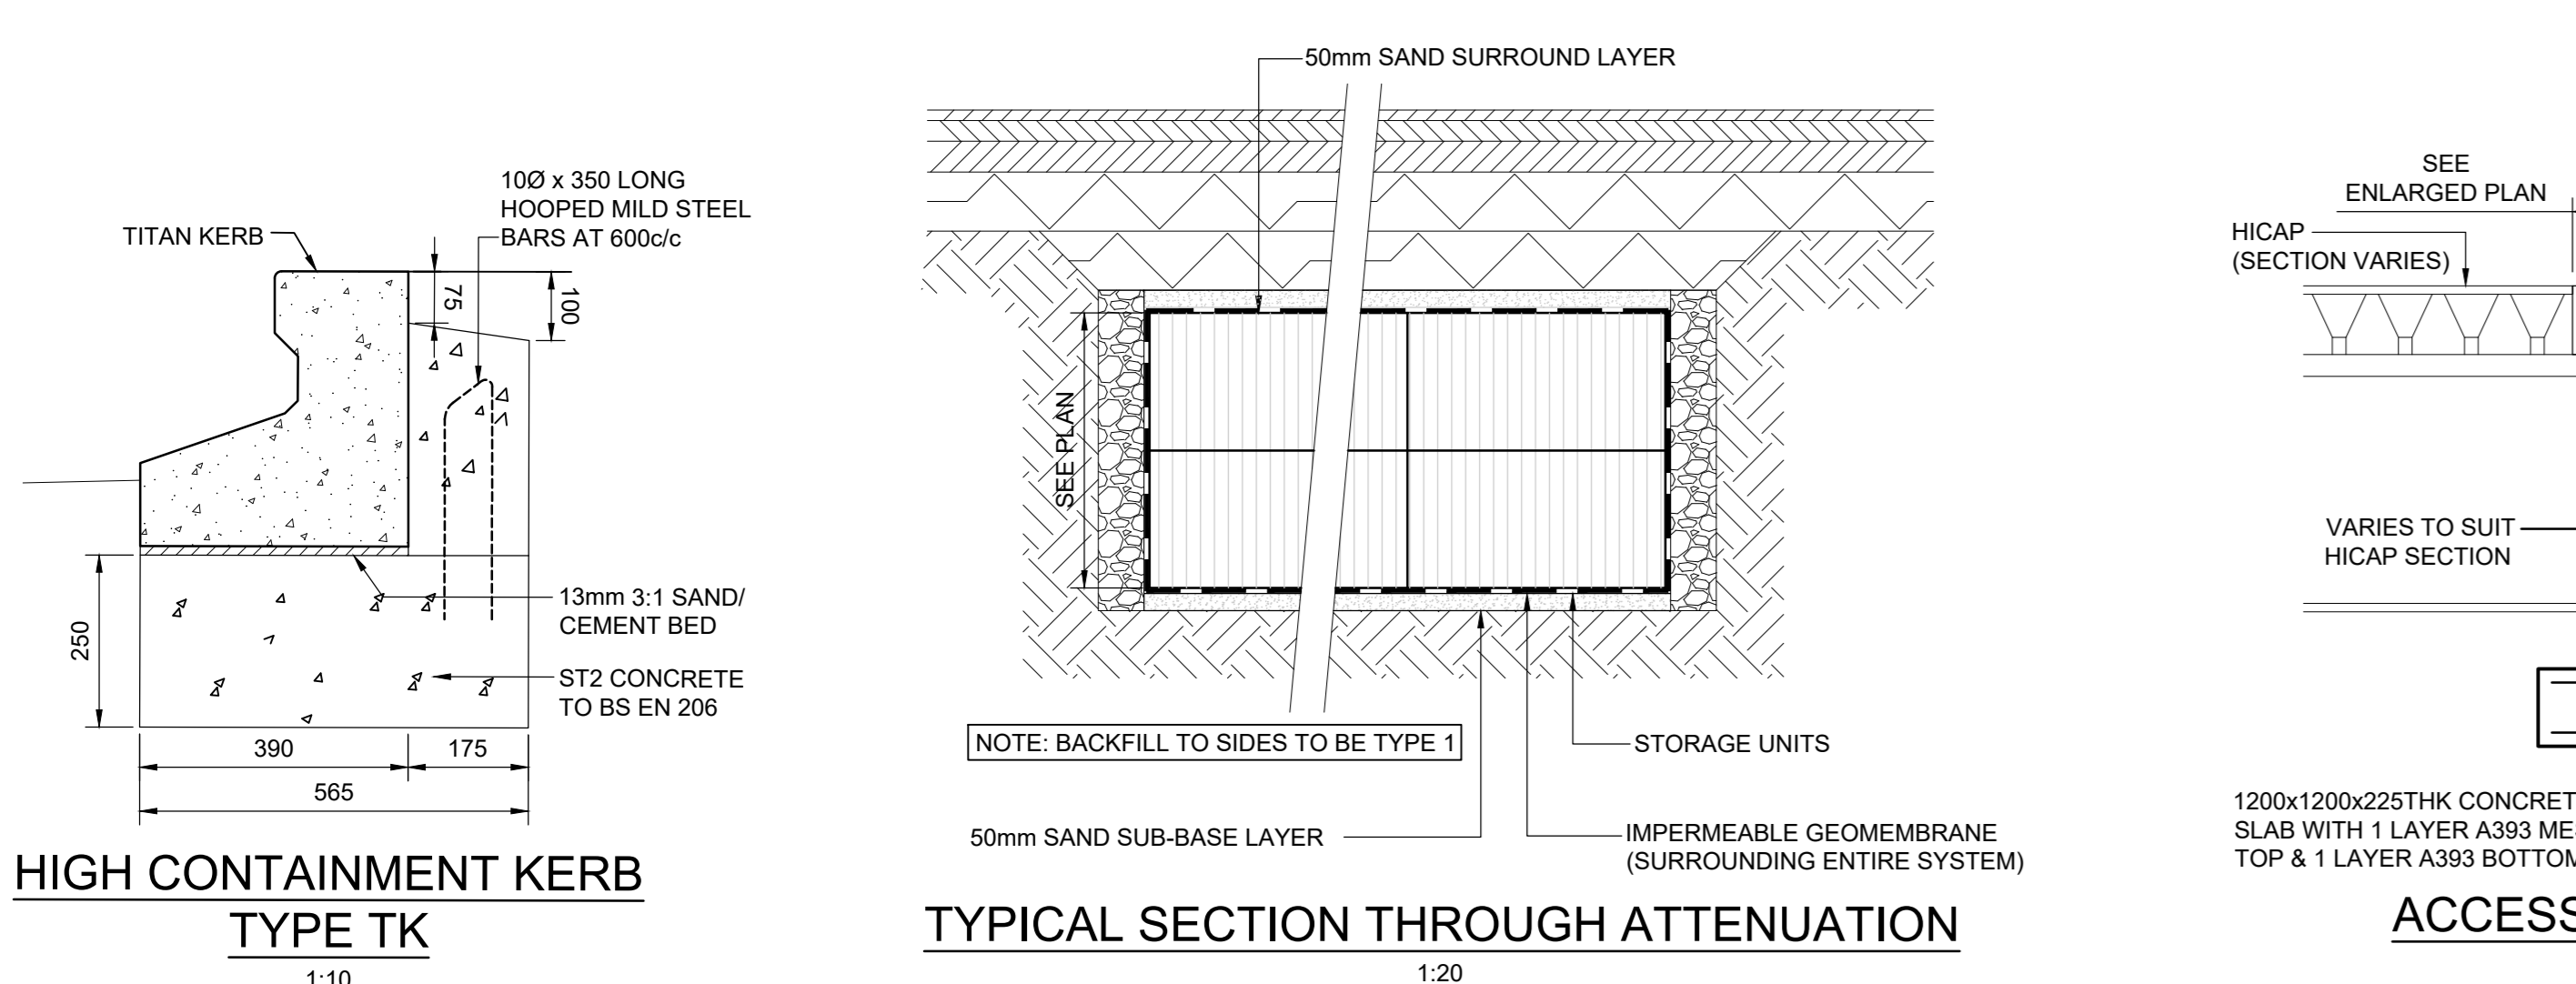 TITAN KERB
10Ø x 350 LONG
HOOPED MILD STEEL
BARS AT 600c/c
75
100
250
13mm 3:1 SAND/
CEMENT BED
ST2 CONCRETE
TO BS EN 206
390
175
565
HIGH CONTAINMENT KERB
TYPE TK
1:10
50mm SAND SURROUND LAYER
SEE PLAN
NOTE: BACKFILL TO SIDES TO BE TYPE 1
STORAGE UNITS
50mm SAND SUB-BASE LAYER
IMPERMEABLE GEOMEMBRANE
(SURROUNDING ENTIRE SYSTEM)
TYPICAL SECTION THROUGH ATTENUATION
1:20
SEE
ENLARGED PLAN
HICAP
(SECTION VARIES)
VARIES TO SUIT
HICAP SECTION
1200x1200x225THK CONCRET
SLAB WITH 1 LAYER A393
TOP & 1 LAYER A393
ACCESS